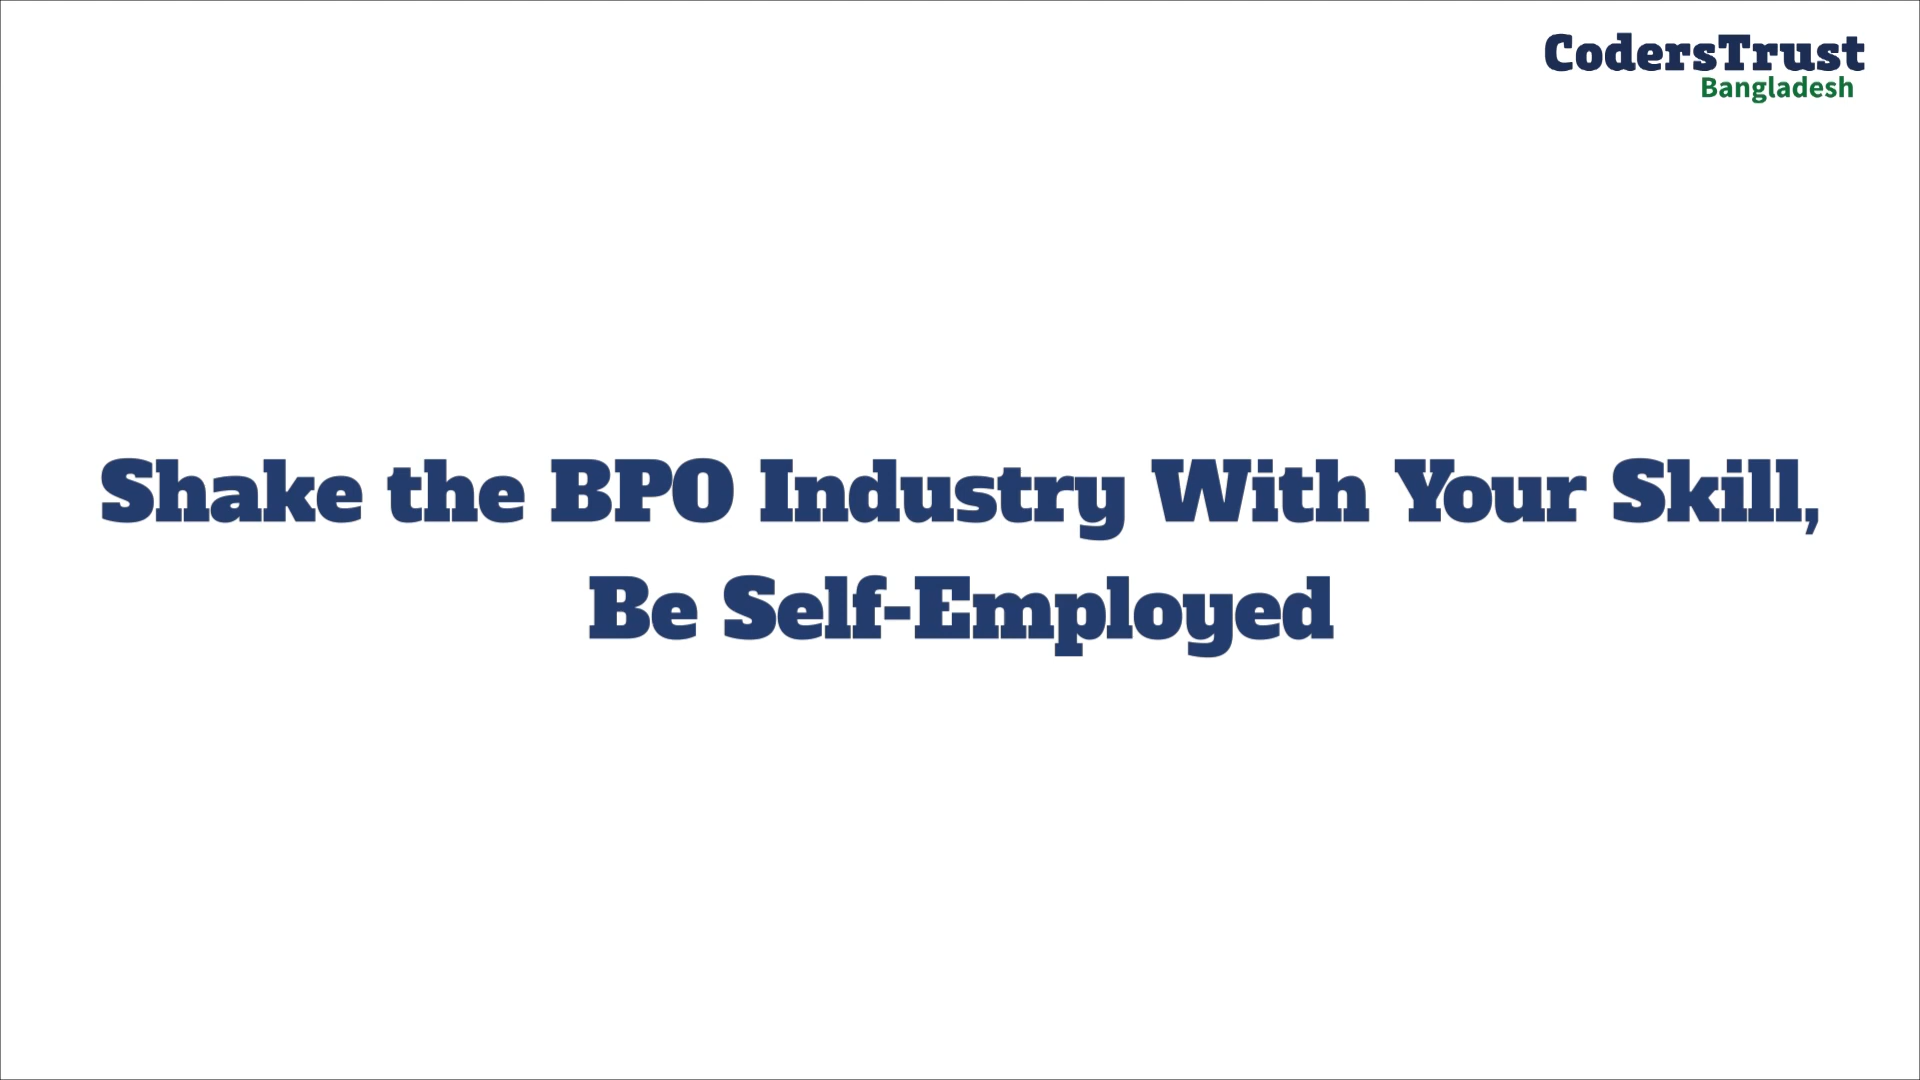 CodersTrust
Bangladesh
Shake the BPO Industry With Your Skill,
Be Self-Employed